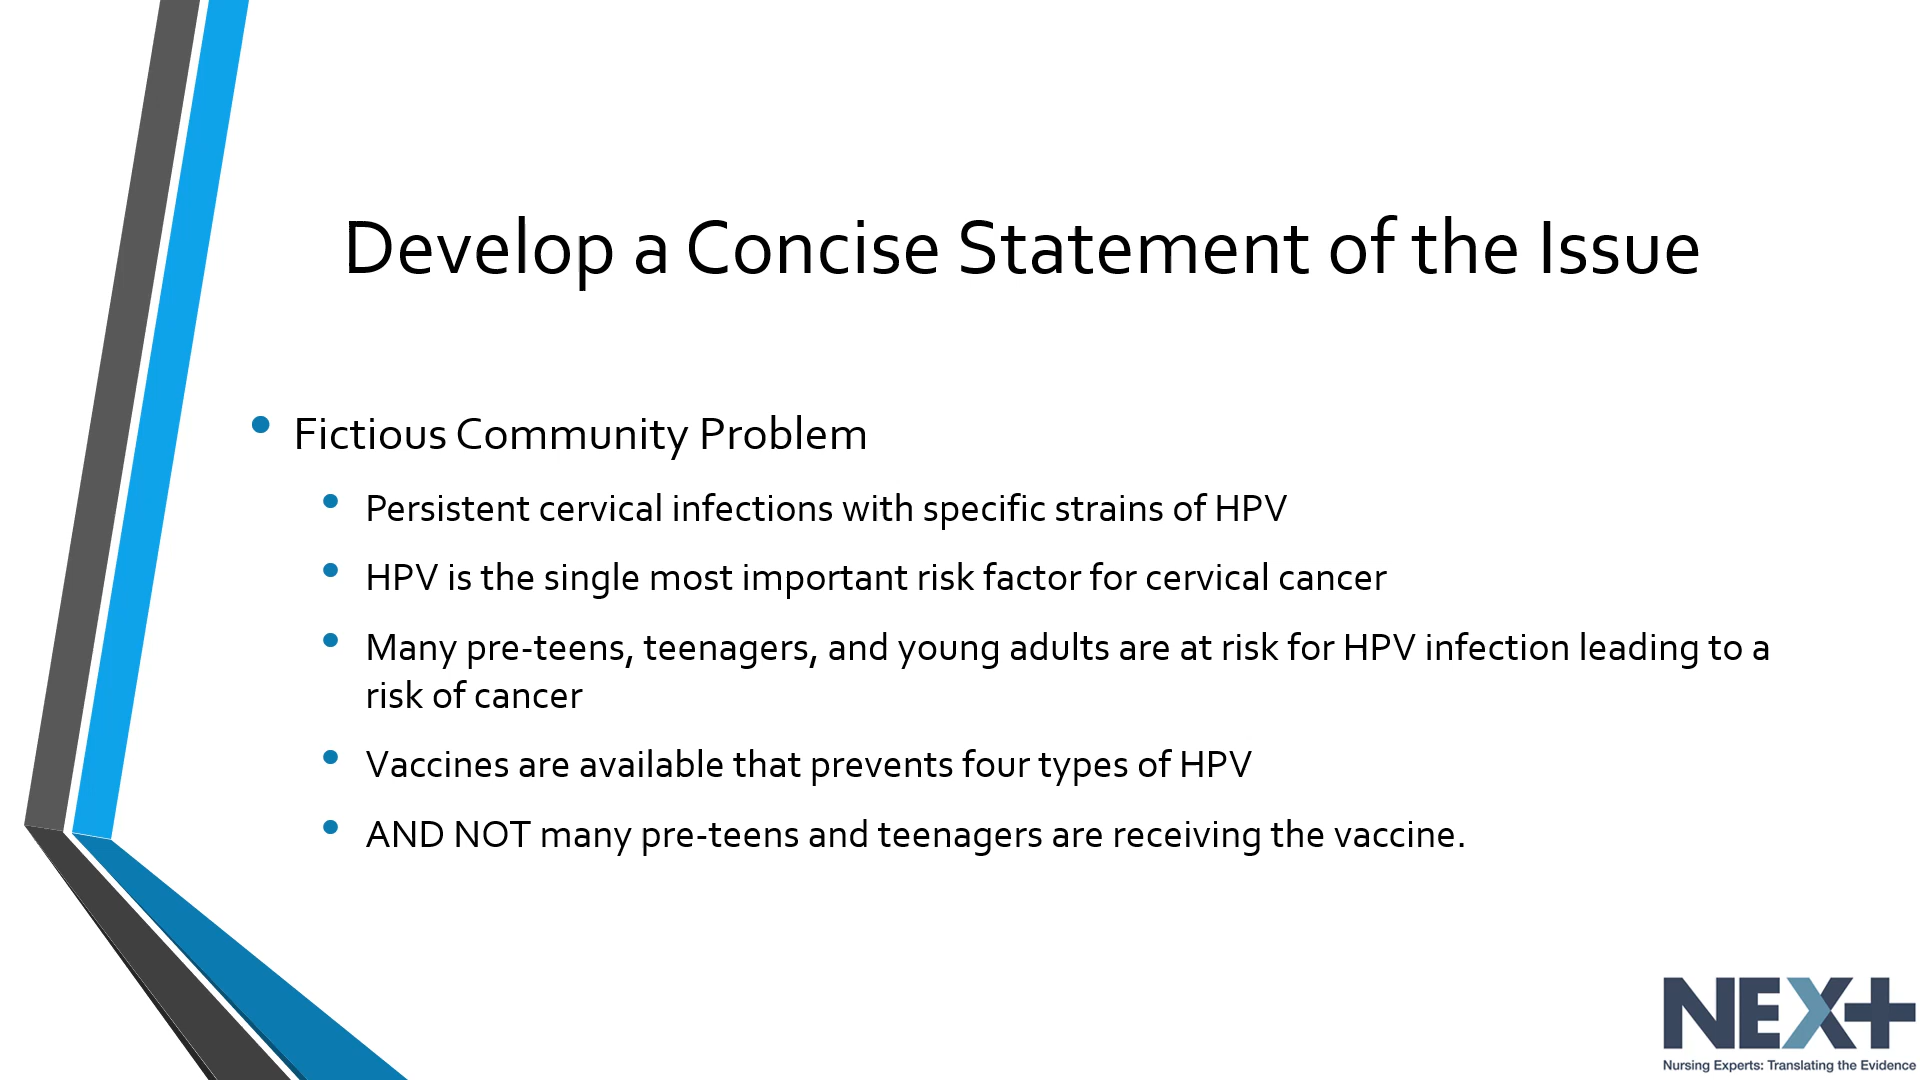 Develop a Concise Statement of the Issue
• Fictious Community Problem
• Persistent cervical infections with specific strains of HPV
• HPV is the single most important risk factor for cervical cancer
• Many pre-teens, teenagers, and young adults are at risk for HPV infection leading to a
risk of cancer
• Vaccines are available that prevents four types of HPV
• AND NOT many pre-teens and teenagers are receiving the vaccine.
NEX+
Nursing Experts: Translating the Evidence